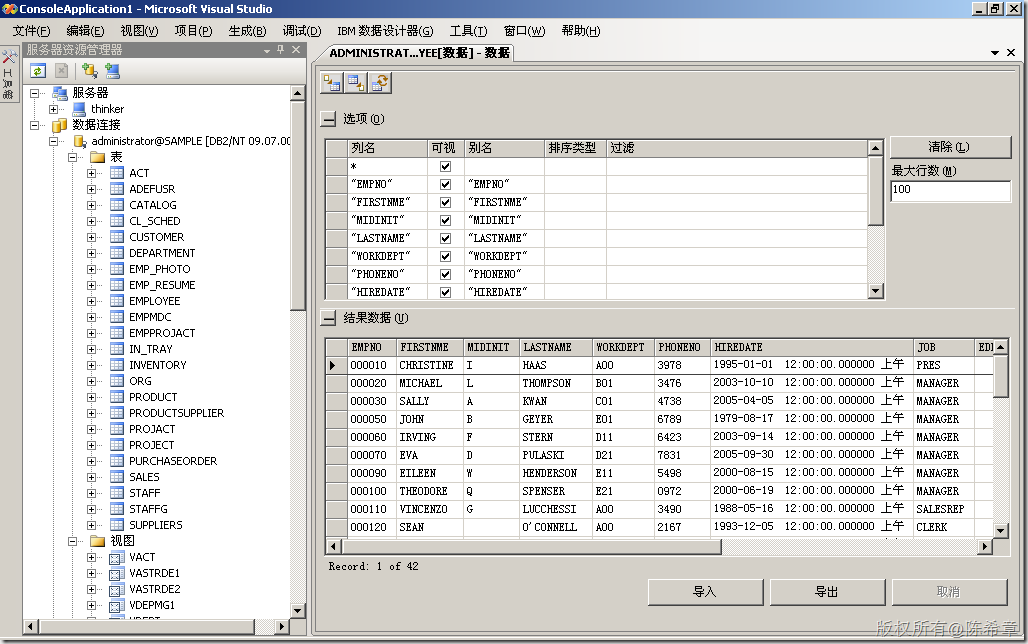 ConsoleApplication1 - Microsoft Visual Studio
文件(F) 编辑(E) 视图(V) 项目(P) 生成(B) 调试(D) IBM 数据设计器(G) 工具(T) 窗口(W) 帮助(H)
服务器资源管理器
工具箱
服务器
thinker
数据连接
administrator@SAMPLE [DB2/NT 09.07.00
表
ACT
ADEFUSR
CATALOG
CL_SCHED
CUSTOMER
DEPARTMENT
EMP_PHOTO
EMP_RESUME
EMPLOYEE
EMPMDC
EMPPROJACT
IN_TRAY
INVENTORY
ORG
PRODUCT
PRODUCTSUPPLIER
PROJACT
PROJECT
PURCHASEORDER
SALES
STAFF
STAFFG
SUPPLIERS
视图
VACT
VASTRDE1
VASTRDE2
VDEPMG1
ADMINISTRAT...YEE[数据] - 数据
选项(O)
列名 可视 别名 排序类型 过滤
*
"EMPNO" "EMPNO"
"FIRSTNME" "FIRSTNME"
"MIDINIT" "MIDINIT"
"LASTNAME" "LASTNAME"
"WORKDEPT" "WORKDEPT"
"PHONENO" "PHONENO"
"HIREDATE" "HIREDATE"
清除(L)
最大行数(M)
100
结果数据(U)
EMPNO FIRSTNME MIDINIT LASTNAME WORKDEPT PHONENO HIREDATE JOB
000010 CHRISTINE I HAAS A00 3978 1995-01-01 12:00:00.000000 上午 PRES
000020 MICHAEL L THOMPSON B01 3476 2003-10-10 12:00:00.000000 上午 MANAGER
000030 SALLY A KWAN C01 4738 2005-04-05 12:00:00.000000 上午 MANAGER
000050 JOHN B GEYER E01 6789 1979-08-17 12:00:00.000000 上午 MANAGER
000060 IRVING F STERN D11 6423 2003-09-14 12:00:00.000000 上午 MANAGER
000070 EVA D PULASKI D21 7831 2005-09-30 12:00:00.000000 上午 MANAGER
000090 EILEEN W HENDERSON E11 5498 2000-08-15 12:00:00.000000 上午 MANAGER
000100 THEODORE Q SPENSER E21 0972 2000-06-19 12:00:00.000000 上午 MANAGER
000110 VINCENZO G LUCCHESSI A00 3490 1988-05-16 12:00:00.000000 上午 SALESREP
000120 SEAN O'CONNELL A00 2167 1993-12-05 12:00:00.000000 上午 CLERK
Record: 1 of 42
导入 导出 取消
版权所有@陈希章